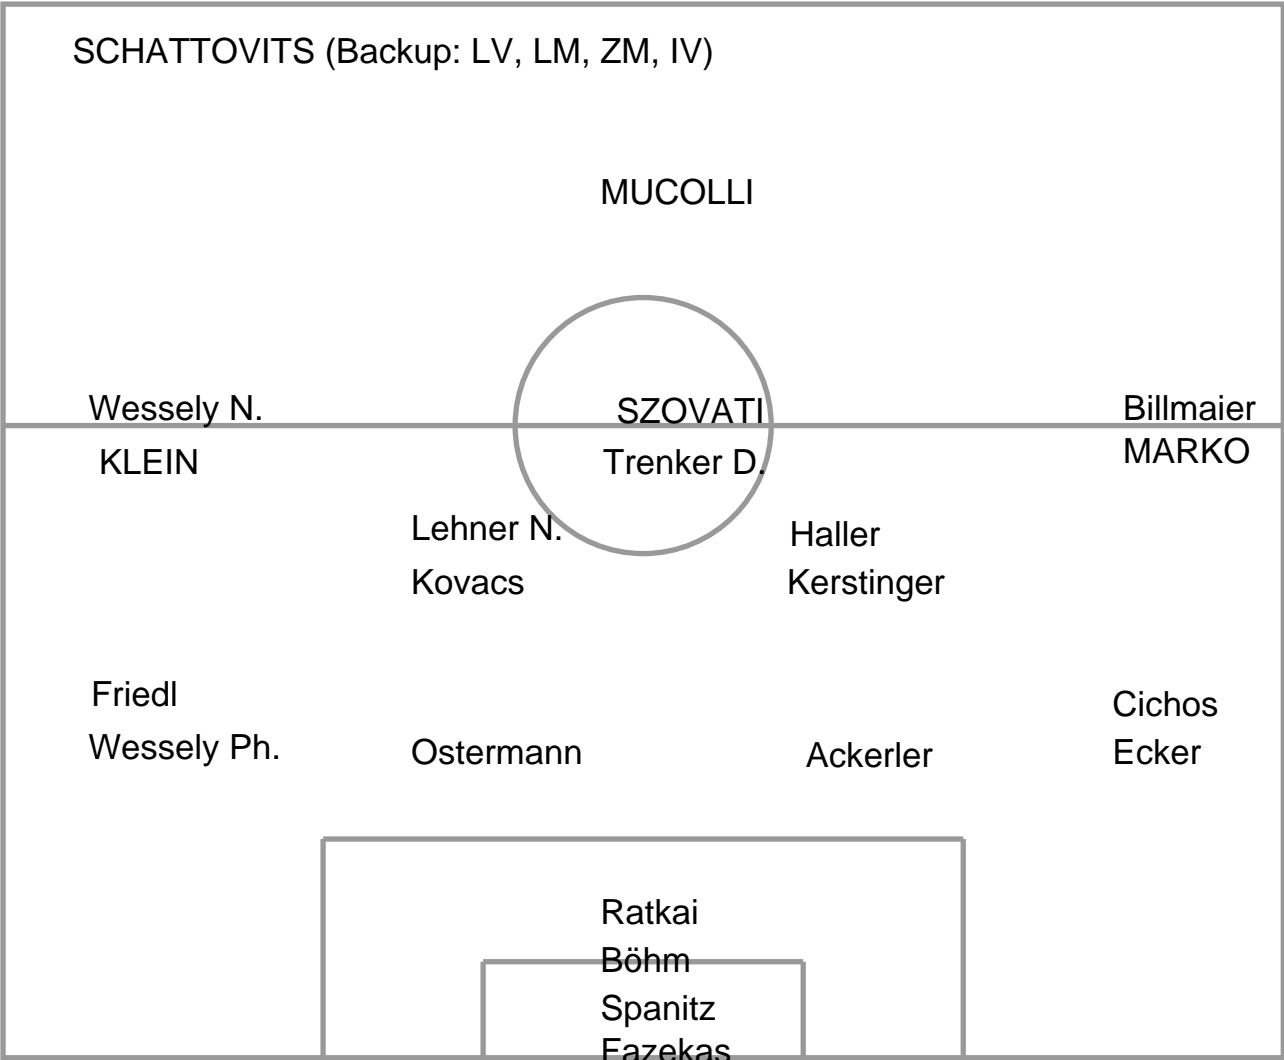 SCHATTOVITS (Backup: LV, LM, ZM, IV)
MUCOLLI
Wessely N.
SZOVATI
Billmaier
KLEIN
Trenker D.
MARKO
Lehner N.
Haller
Kovacs
Kerstinger
Friedl
Cichos
Wessely Ph.
Ostermann
Ackerler
Ecker
Ratkai
Böhm
Spanitz
Fazekas